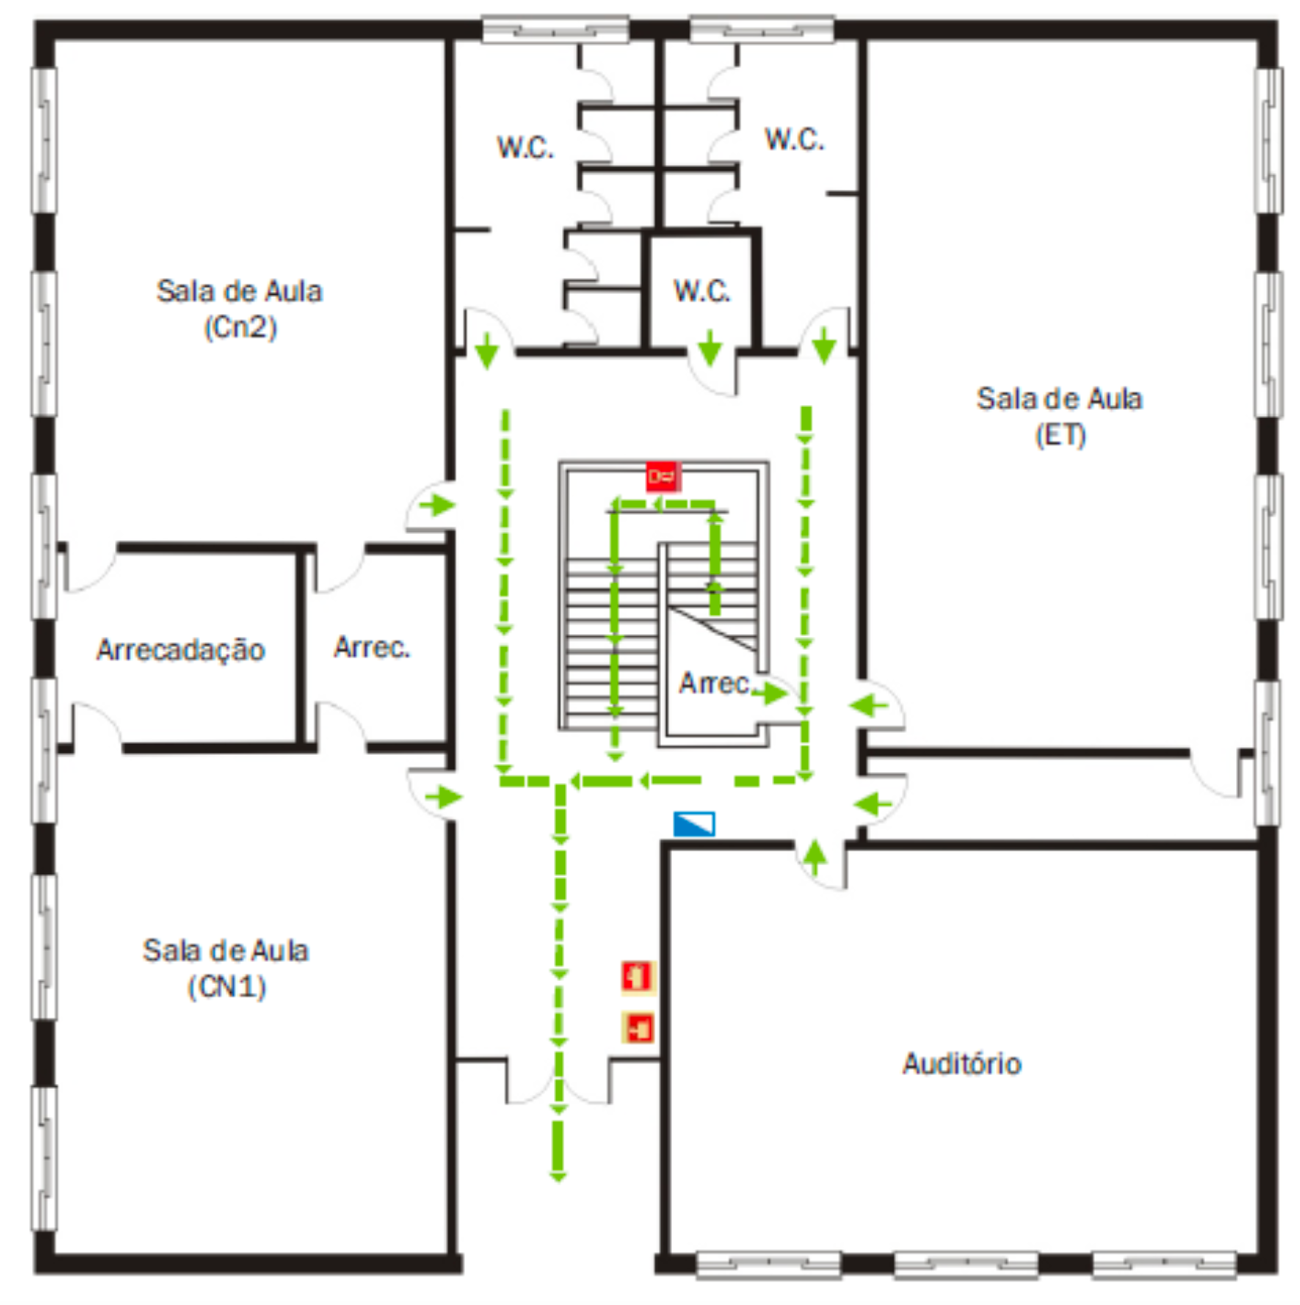 W.C.
W.C.
Sala de Aula
(Cn2)
W.C.
Sala de Aula
(ET)
Arrecadação
Arrec.
Arrec.
Sala de Aula
(CN1)
Auditório